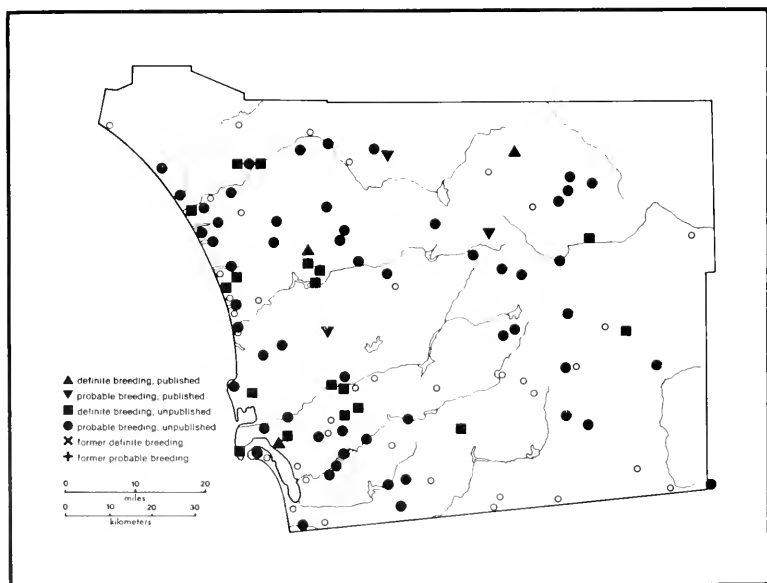 definite breeding, published
probable breeding, published
definite breeding, unpublished
probable breeding, unpublished
former definite breeding
former probable breeding
0 10 20
miles
0 10 20 30
kilometers